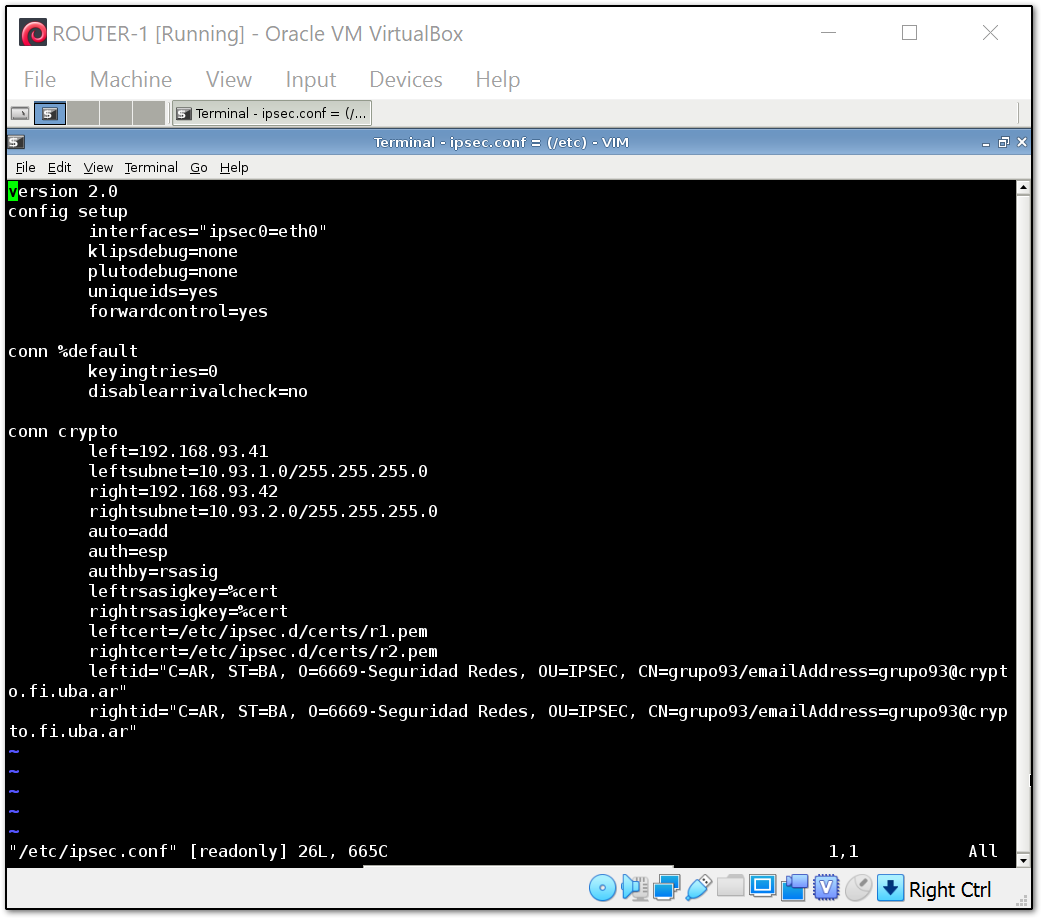 ROUTER-1 [Running] - Oracle VM VirtualBox
File Machine View Input Devices Help
Terminal - ipsec.conf = (/...
Terminal - ipsec.conf = (/etc) - VIM
File Edit View Terminal Go Help
version 2.0
config setup
interfaces="ipsec0=eth0"
klipsdebug=none
plutodebug=none
uniqueids=yes
forwardcontrol=yes
conn %default
keyingtries=0
disablearrivalcheck=no
conn crypto
left=192.168.93.41
leftsubnet=10.93.1.0/255.255.255.0
right=192.168.93.42
rightsubnet=10.93.2.0/255.255.255.0
auto=add
auth=esp
authby=rsasig
leftrsasigkey=%cert
rightrsasigkey=%cert
leftcert=/etc/ipsec.d/certs/r1.pem
rightcert=/etc/ipsec.d/certs/r2.pem
leftid="C=AR, ST=BA, O=6669-Seguridad Redes, OU=IPSEC, CN=grupo93/emailAddress=grupo93@crypt
o.fi.uba.ar"
rightid="C=AR, ST=BA, O=6669-Seguridad Redes, OU=IPSEC, CN=grupo93/emailAddress=grupo93@cryp
to.fi.uba.ar"
~
~
~
~
~
"/etc/ipsec.conf" [readonly] 26L, 665C 1,1 All
Right Ctrl